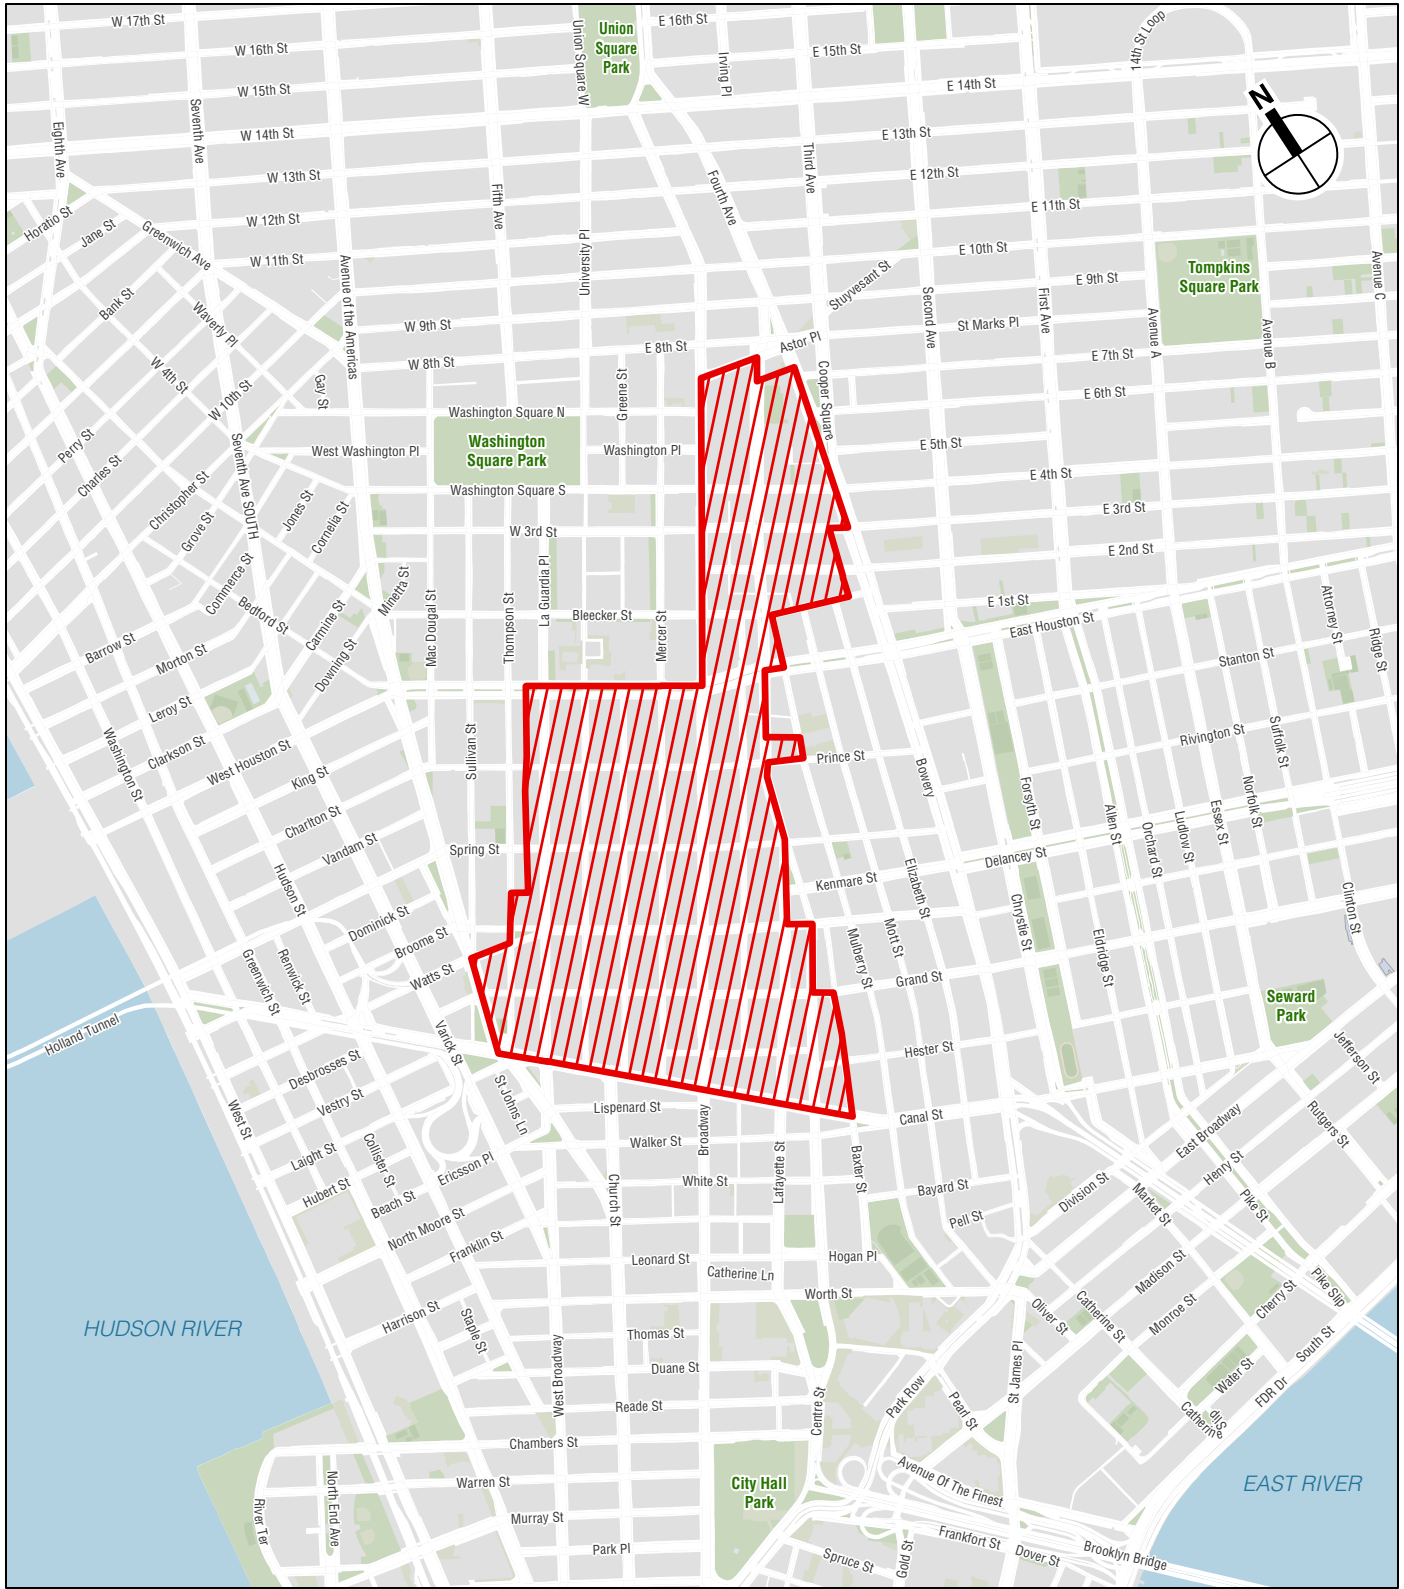 W 17th St
E 16th St
W 16th St
Union Square W
Union
Square
Park
Irving Pl
E 15th St
14th St Loop
W 15th St
E 14th St
N
Eighth Ave
Seventh Ave
W 14th St
E 13th St
Third Ave
W 13th St
Fifth Ave
Fourth Ave
E 12th St
Horatio St
Jane St
Greenwich Ave
W 12th St
E 11th St
W 11th St
Avenue of the Americas
University Pl
E 10th St
Avenue C
Tompkins
Square Park
Stuyvesant St
E 9th St
Bank St
Waverly Pl
W 9th St
Second Ave
First Ave
St Marks Pl
Avenue A
Avenue B
E 8th St
Astor Pl
W 8th St
E 7th St
W 4th St
W 10th St
Gay St
Greene St
Cooper Square
E 6th St
Washington Square N
Perry St
Washington
Square Park
West Washington Pl
Washington Pl
E 5th St
Charles St
Seventh Ave SOUTH
E 4th St
Christopher St
Washington Square S
Jones St
Cornelia St
Grove St
W 3rd St
E 3rd St
E 2nd St
Commerce St
Minetta St
La Guardia Pl
Bedford St
Carmine St
Mac Dougal St
Thompson St
Bleecker St
Mercer St
E 1st St
East Houston St
Attorney St
Ridge St
Barrow St
Morton St
Downing St
Stanton St
Leroy St
Clarkson St
Washington St
West Houston St
Sullivan St
Prince St
Rivington St
Suffolk St
King St
Bowery
Forsyth St
Norfolk St
Charlton St
Allen St
Essex St
Ludlow St
Orchard St
Vandam St
Spring St
Delancey St
Hudson St
Kenmare St
Elizabeth St
Chrystie St
Clinton St
Dominick St
Broome St
Mott St
Mulberry St
Eldridge St
Watts St
Greenwich St
Renwick St
Grand St
Seward
Park
Holland Tunnel
Varick St
Hester St
Jefferson St
Desbrosses St
Vestry St
St Johns Ln
Lispenard St
Broadway
Canal St
West St
Rutgers St
East Broadway
Laight St
Collister St
Walker St
Lafayette St
Baxter St
Henry St
Ericsson Pl
Hubert St
Beach St
Church St
White St
Bayard St
Division St
Market St
Pike St
North Moore St
Pell St
Franklin St
Leonard St
Hogan Pl
Catherine Ln
Madison St
Pike Slip
Worth St
Cherry St
Harrison St
Oliver St
Catherine St
Monroe St
HUDSON RIVER
Staple St
Thomas St
South St
Duane St
West Broadway
St James Pl
Water St
FDR Dr
Park Row
Reade St
Centre St
Pearl St
Catherine
Slip
Chambers St
Avenue Of The Finest
City Hall
Park
EAST RIVER
Warren St
River Ter
North End Ave
Murray St
Park Pl
Spruce St
Gold St
Frankfort St
Dover St
Brooklyn Bridge